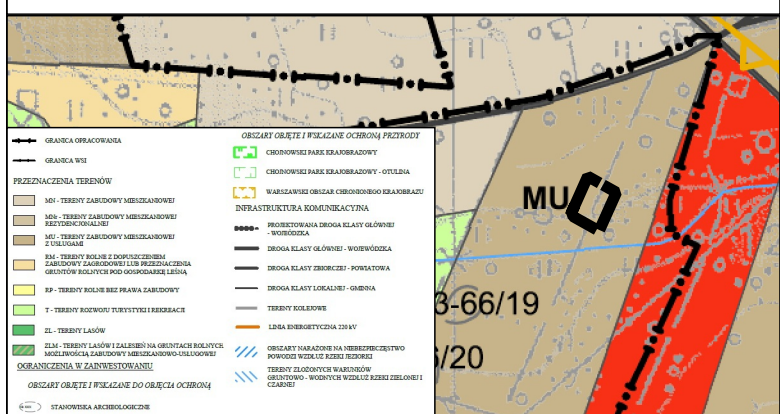 GRANICA OPRACOWANIA
GRANICA WSI
PRZEZNACZENIA TERENÓW
MN - TERENY ZABUDOWY MIESZKANIOWEJ
MNr - TERENY ZABUDOWY MIESZKANIOWEJ
REZYDENCJONALNEJ
MU - TERENY ZABUDOWY MIESZKANIOWEJ
Z USŁUGAMI
RM - TERENY ROLNE Z DOPUSZCZENIEM
ZABUDOWY ZAGRODOWEJ LUB PRZEZNACZENIA
GRUNTÓW ROLNYCH POD GOSPODARKĘ LEŚNĄ
RP - TERENY ROLNE BEZ PRAWA ZABUDOWY
T - TERENY ROZWOJU TURYSTYKI I REKREACJI
ZL - TERENY LASÓW
ZLM - TERENY LASÓW I ZALESIEŃ NA GRUNTACH ROLNYCH
MOŻLIWOŚCIĄ ZABUDOWY MIESZKANIOWO-USŁUGOWEJ
OGRANICZENIA W ZAINWESTOWANIU
OBSZARY OBJĘTE I WSKAZANE DO OBJĘCIA OCHRONĄ
STANOWISKA ARCHEOLOGICZNE
OBSZARY OBJĘTE I WSKAZANE OCHRONĄ PRZYRODY
CHOJNOWSKI PARK KRAJOBRAZOWY
CHOJNOWSKI PARK KRAJOBRAZOWY - OTULINA
WARSZAWSKI OBSZAR CHRONIONEGO KRAJOBRAZU
INFRASTRUKTURA KOMUNIKACYJNA
PROJEKTOWANA DROGA KLASY GŁÓWNEJ
- WOJEWÓDZKA
DROGA KLASY GŁÓWNEJ - WOJEWÓDZKA
DROGA KLASY ZBIORCZEJ - POWIATOWA
DROGA KLASY LOKALNEJ - GMINNA
TERENY KOLEJOWE
LINIA ENERGETYCZNA 220 kV
OBSZARY NARAŻONE NA NIEBEZPIECZEŃSTWO
POWODZI WZDŁUŻ RZEKI JEZIORKI
TERENY ZŁOŻONYCH WARUNKÓW
GRUNTOWO - WODNYCH WZDŁUŻ RZEKI ZIELONEJ I
CZARNEJ
MU
3-66/19
/20